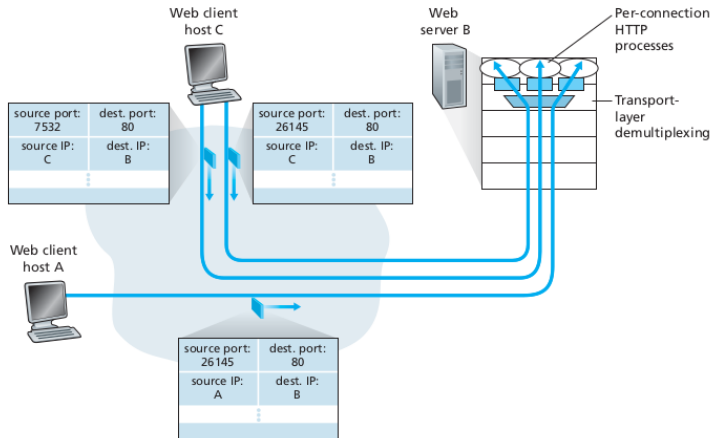 Web client
host C
Web
server B
Per-connection
HTTP
processes
Transport-
layer
demultiplexing
source port:
7532
dest. port:
80
source IP:
C
dest. IP:
B
source port:
26145
dest. port:
80
source IP:
C
dest. IP:
B
Web client
host A
source port:
26145
dest. port:
80
source IP:
A
dest. IP:
B